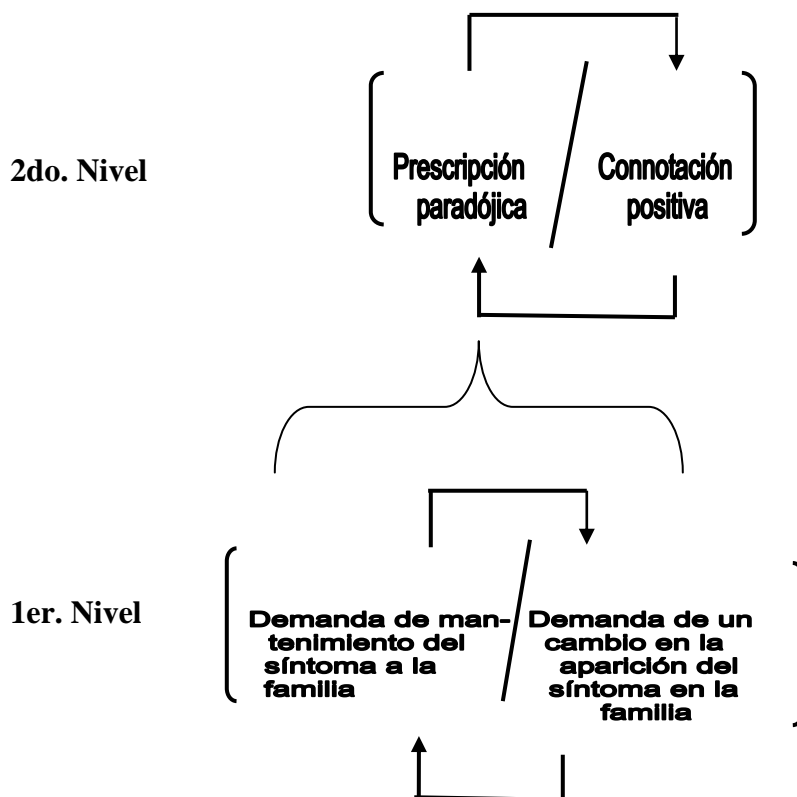 2do. Nivel
Prescripción
paradójica
Connotación
positiva
1er. Nivel
Demanda de man-
tenimiento del
síntoma a la
familia
Demanda de un
cambio en la
aparición del
síntoma en la
familia